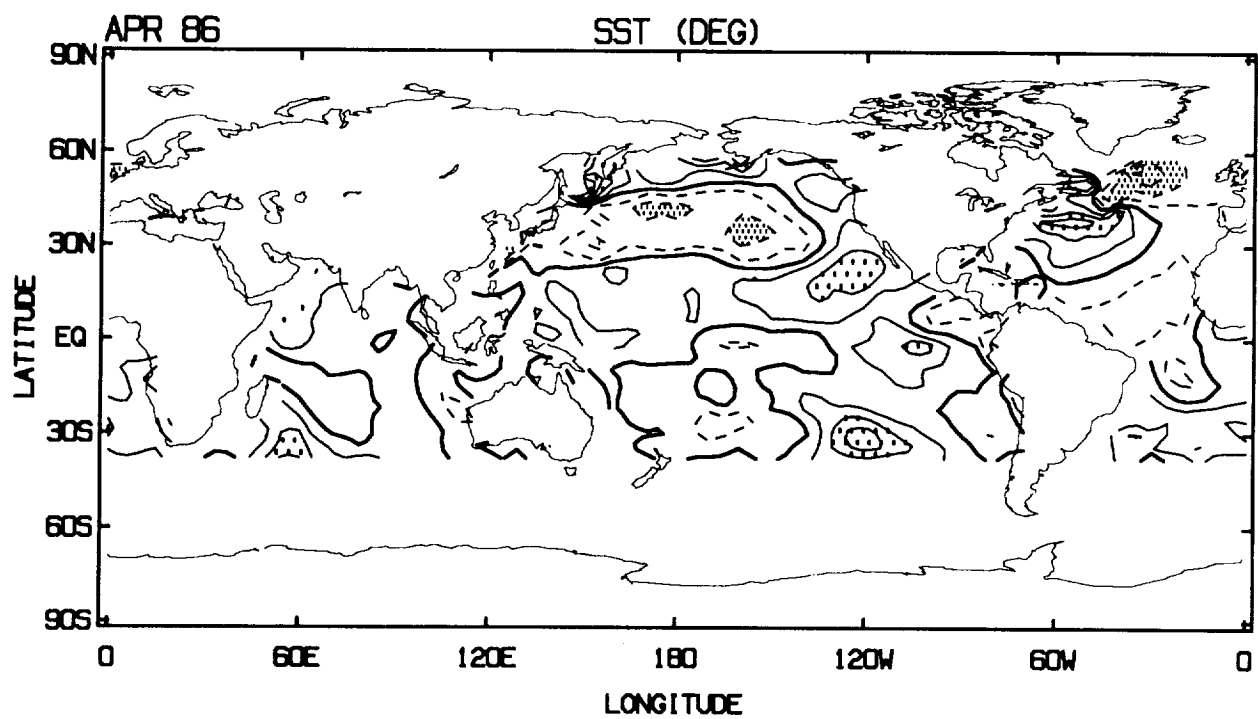 APR 86
SST (DEG)
90N
60N
30N
EQ
30S
60S
90S
LATITUDE
0
60E
120E
180
120W
60W
0
LONGITUDE